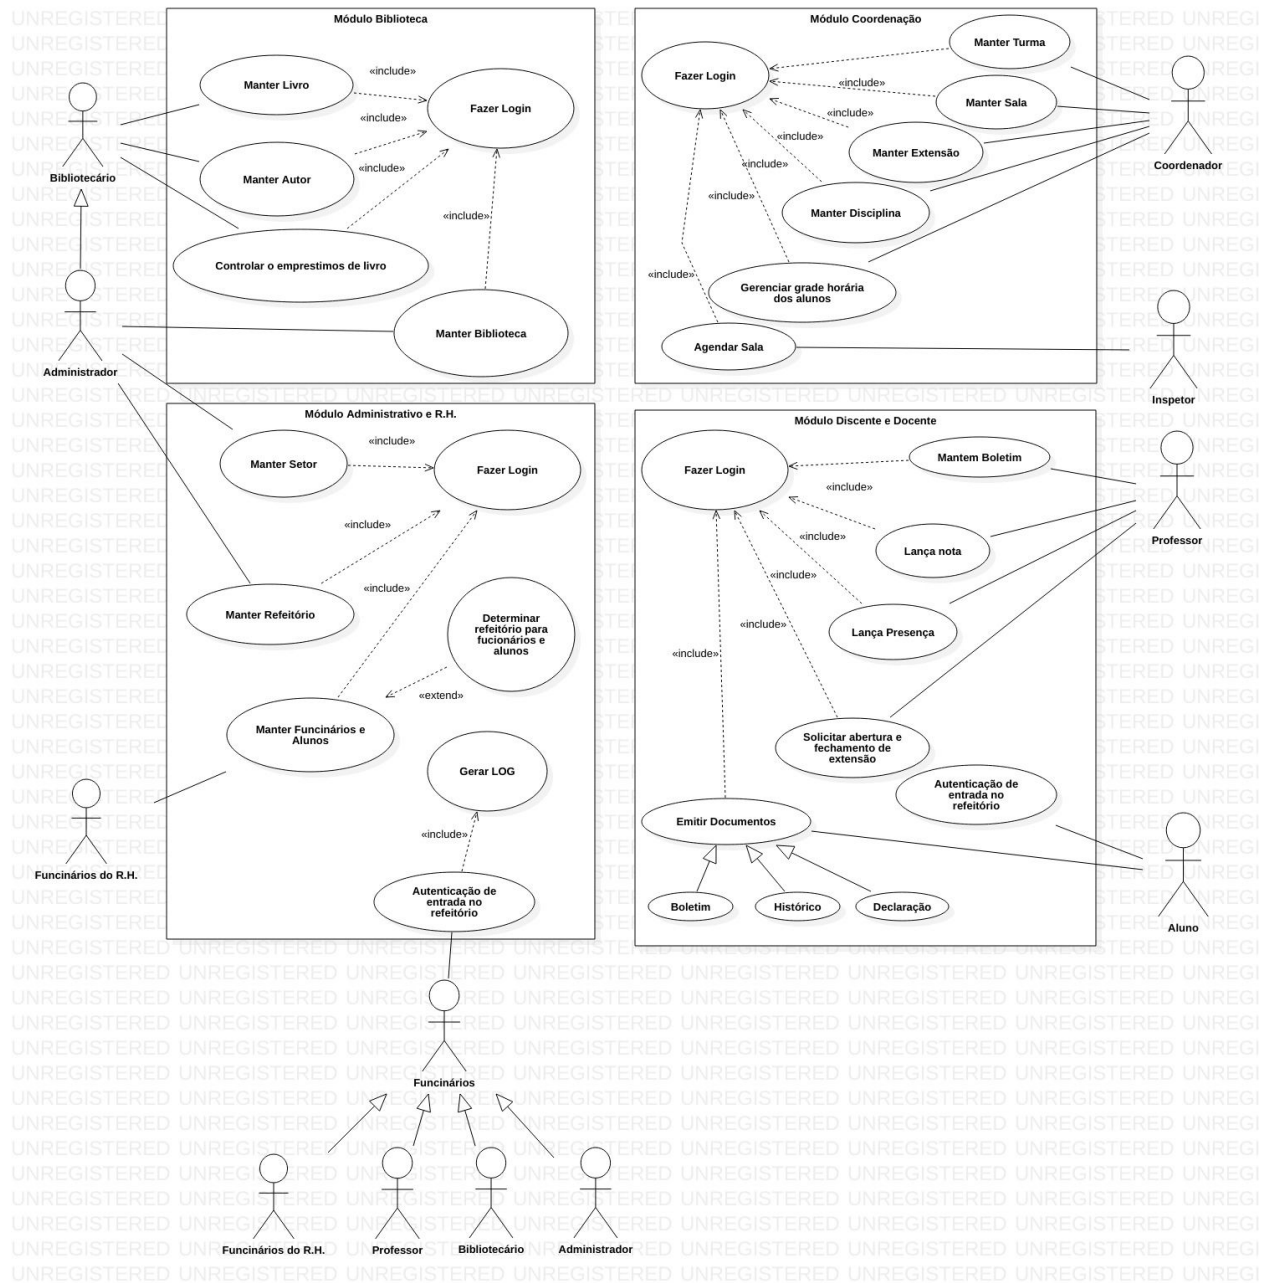 Módulo Biblioteca
Manter Livro
«include»
Fazer Login
«include»
Manter Autor
«include»
Bibliotecário
«include»
Controlar o emprestimos de livro
Manter Biblioteca
Administrador
Módulo Coordenação
Manter Turma
Fazer Login
«include»
Manter Sala
«include»
«include»
Manter Extensão
Coordenador
«include»
«include»
Manter Disciplina
«include»
Gerenciar grade horária
dos alunos
Agendar Sala
Inspetor
Módulo Administrativo e R.H.
Manter Setor
«include»
Fazer Login
«include»
«include»
Manter Refeitório
Determinar
refeitório para
fucionários e
alunos
«extend»
Manter Funcinários e
Alunos
Gerar LOG
«include»
Funcinários do R.H.
Autenticação de
entrada no
refeitório
Módulo Discente e Docente
Fazer Login
Mantem Boletim
«include»
Lança nota
«include»
Professor
«include»
«include»
Lança Presença
«include»
Solicitar abertura e
fechamento de
extensão
Autenticação de
entrada no
refeitório
Emitir Documentos
Boletim
Histórico
Declaração
Aluno
Funcinários
Funcinários do R.H.
Professor
Bibliotecário
Administrador
UNREGISTERED